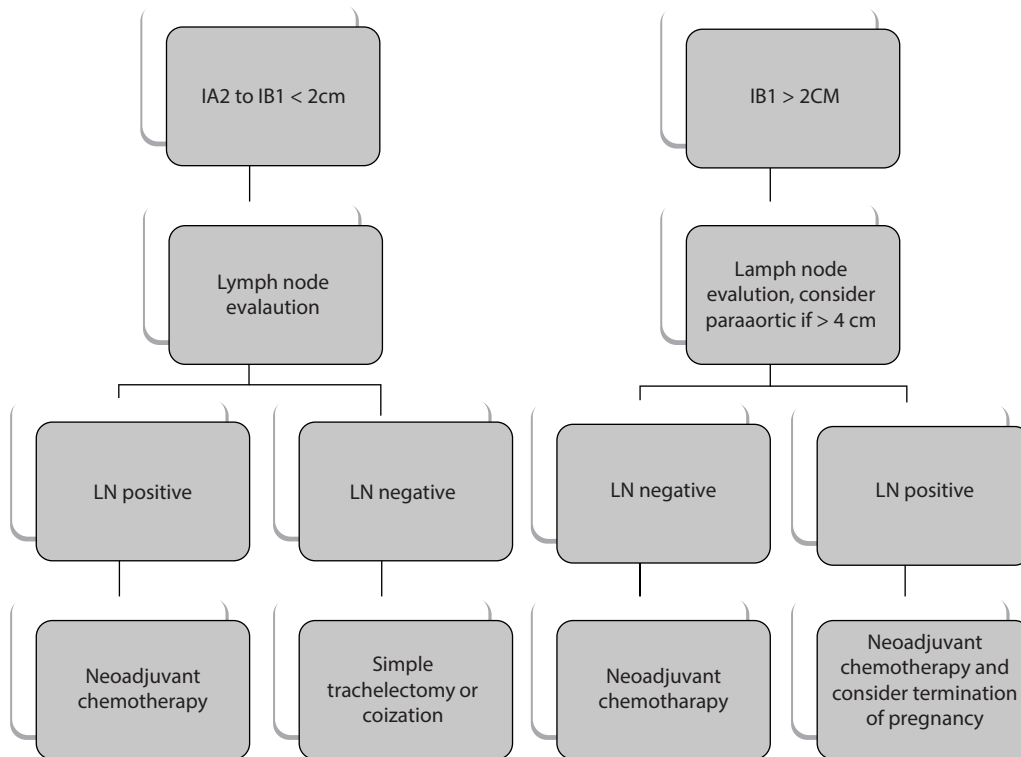 IA2 to IB1 < 2cm
IB1 > 2CM
Lymph node
evalaution
Lamph node
evalution, consider
paraaortic if > 4 cm
LN positive
LN negative
LN negative
LN positive
Neoadjuvant
chemotherapy
Simple
trachelectomy or
coization
Neoadjuvant
chemotharapy
Neoadjuvant
chemotherapy and
consider termination
of pregnancy